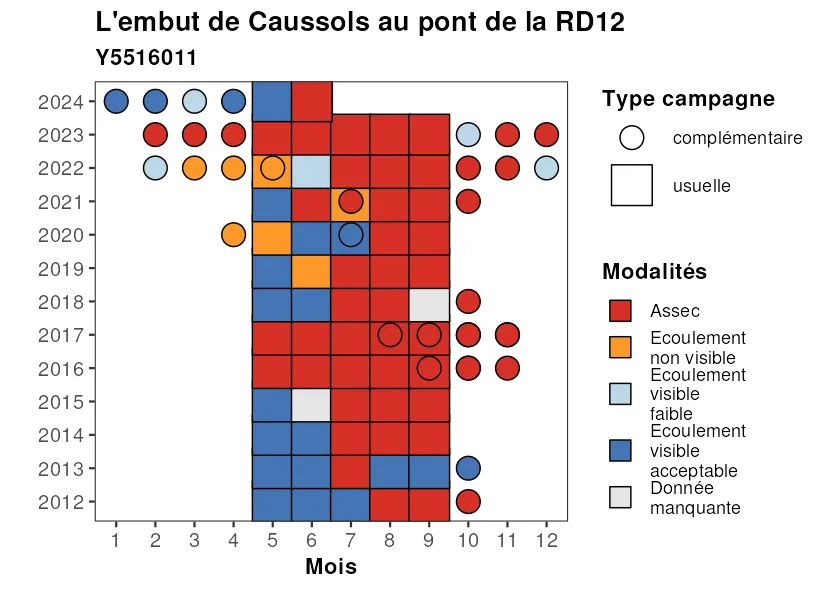 L'embut de Caussols au pont de la RD12
Y5516011
2024
2023
2022
2021
2020
2019
2018
2017
2016
2015
2014
2013
2012
1 2 3 4 5 6 7 8 9 10 11 12
Mois
Type campagne
complémentaire
usuelle
Modalités
Assec
Ecoulement
non visible
Ecoulement
visible
faible
Ecoulement
visible
acceptable
Donnée
manquante